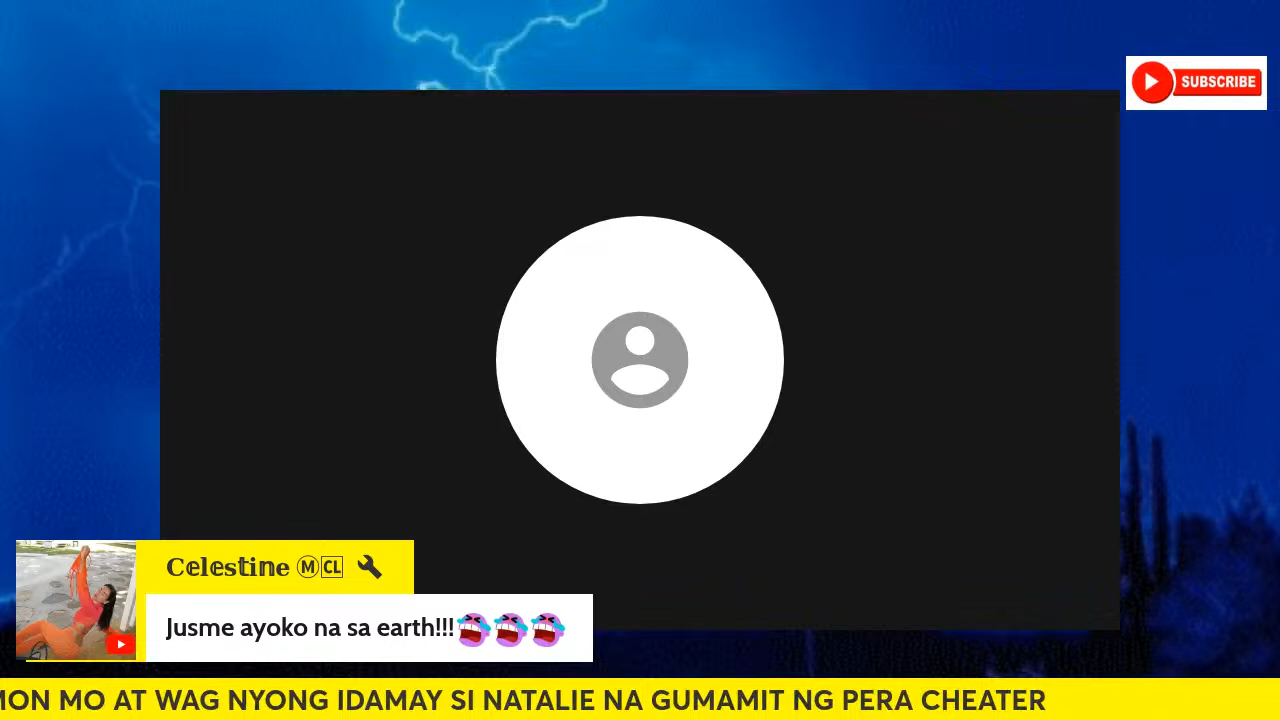 SUBSCRIBE
Celestine Ⓜ🄲🄻
Jusme ayoko na sa earth!!!
MON MO AT WAG NYONG IDAMAY SI NATALIE NA GUMAMIT NG PERA CHEATER